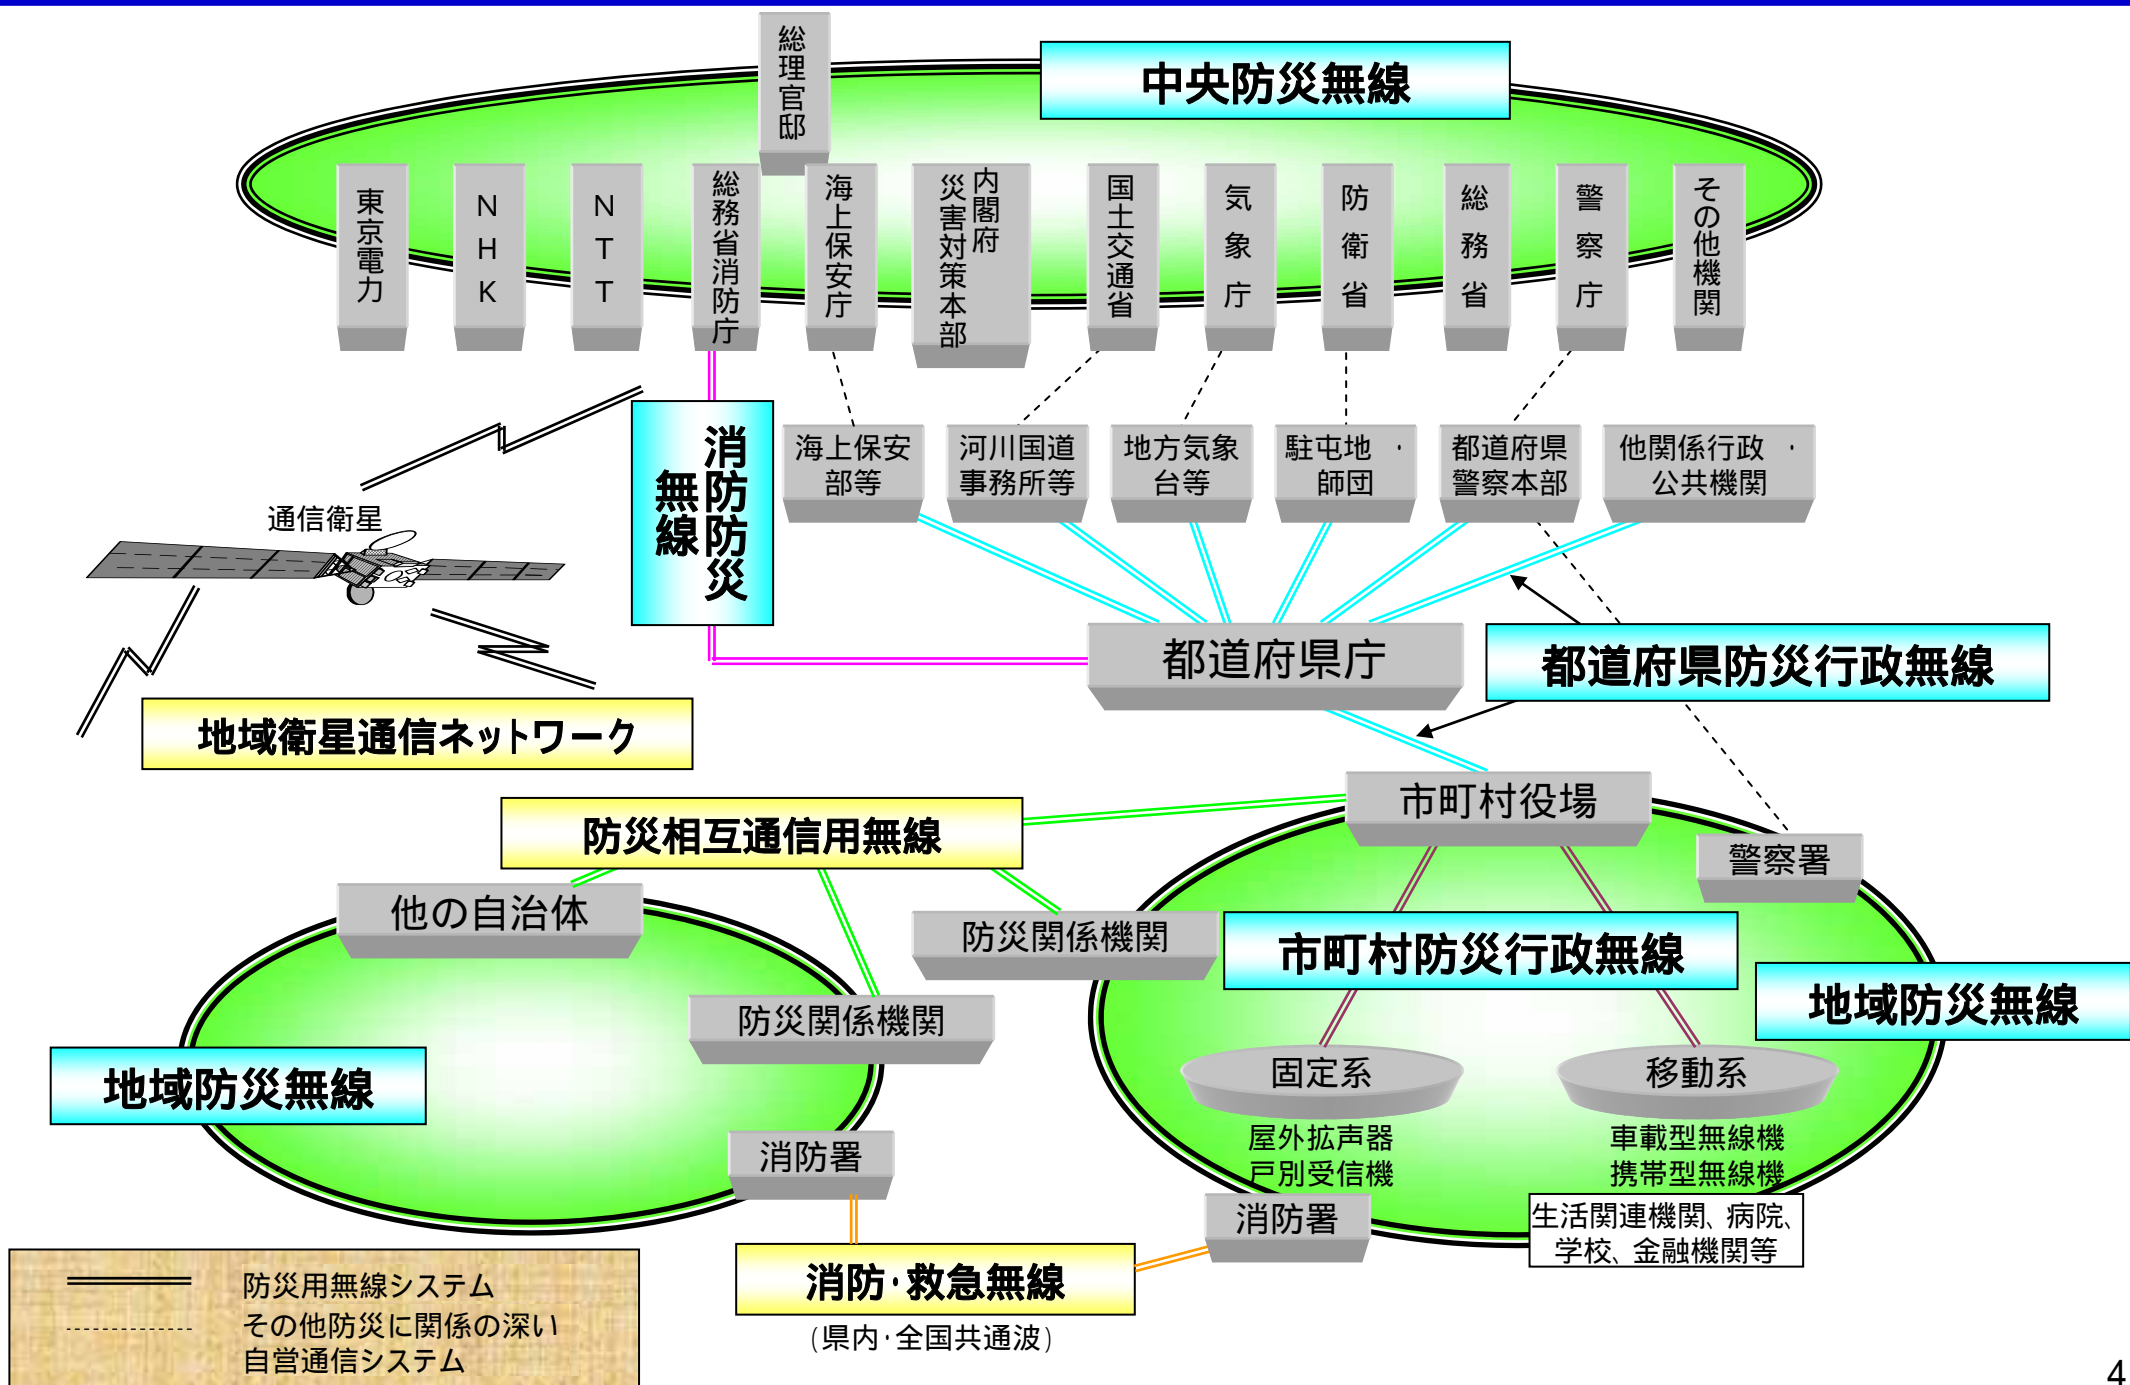 総理官邸
中央防災無線
東京電力
NHK
NTT
総務省消防庁
海上保安庁
内閣府
災害対策本部
国土交通省
気象庁
防衛省
総務省
警察庁
その他機関
消防防災
無線
海上保安
部等
河川国道
事務所等
地方気象
台等
駐屯地・
師団
都道府県
警察本部
他関係行政・
公共機関
通信衛星
都道府県庁
都道府県防災行政無線
地域衛星通信ネットワーク
市町村役場
防災相互通信用無線
警察署
他の自治体
防災関係機関
市町村防災行政無線
防災関係機関
地域防災無線
地域防災無線
固定系
移動系
屋外拡声器
戸別受信機
車載型無線機
携帯型無線機
消防署
消防署
生活関連機関、病院、
学校、金融機関等
消防・救急無線
(県内・全国共通波)
防災用無線システム
その他防災に関係の深い
自営通信システム
4